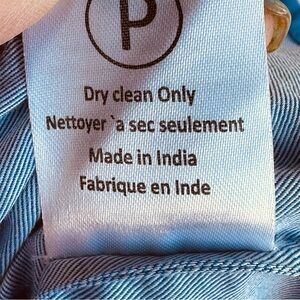 P
Dry clean Only
Nettoyer `a sec seulement
Made in India
Fabrique en Inde